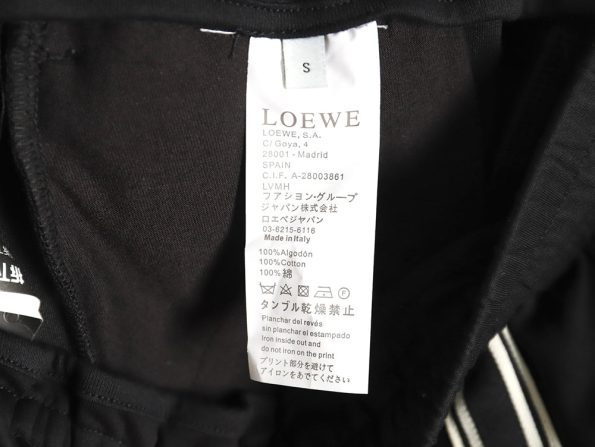 S
LOEWE
LOEWE, S.A.
C/ Goya, 4
28001 - Madrid
SPAIN
C.I.F. A-28003861
LVMH
フアシヨン・グループ
ジャパン株式会社
ロエベジャパン
03-6215-6116
Made in Italy
100%Algodón
100%Cotton
100% 綿
F
タンブル乾燥禁止
Planchar del revés
sin planchar el estampado
Iron inside out and
do not iron on the print
プリント部分を避けて
アイロンをあててください